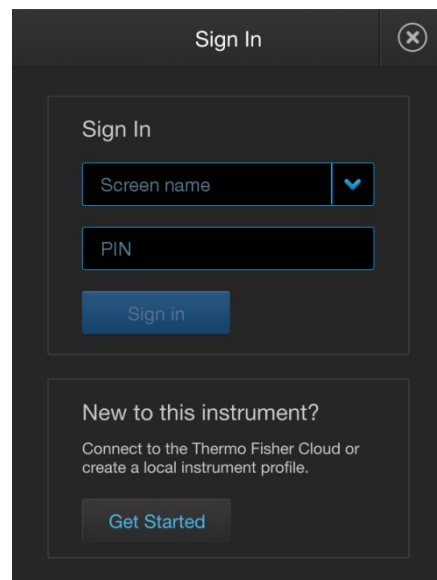 Sign In
Sign In
Screen name
PIN
Sign in
New to this instrument?
Connect to the Thermo Fisher Cloud or
create a local instrument profile.
Get Started